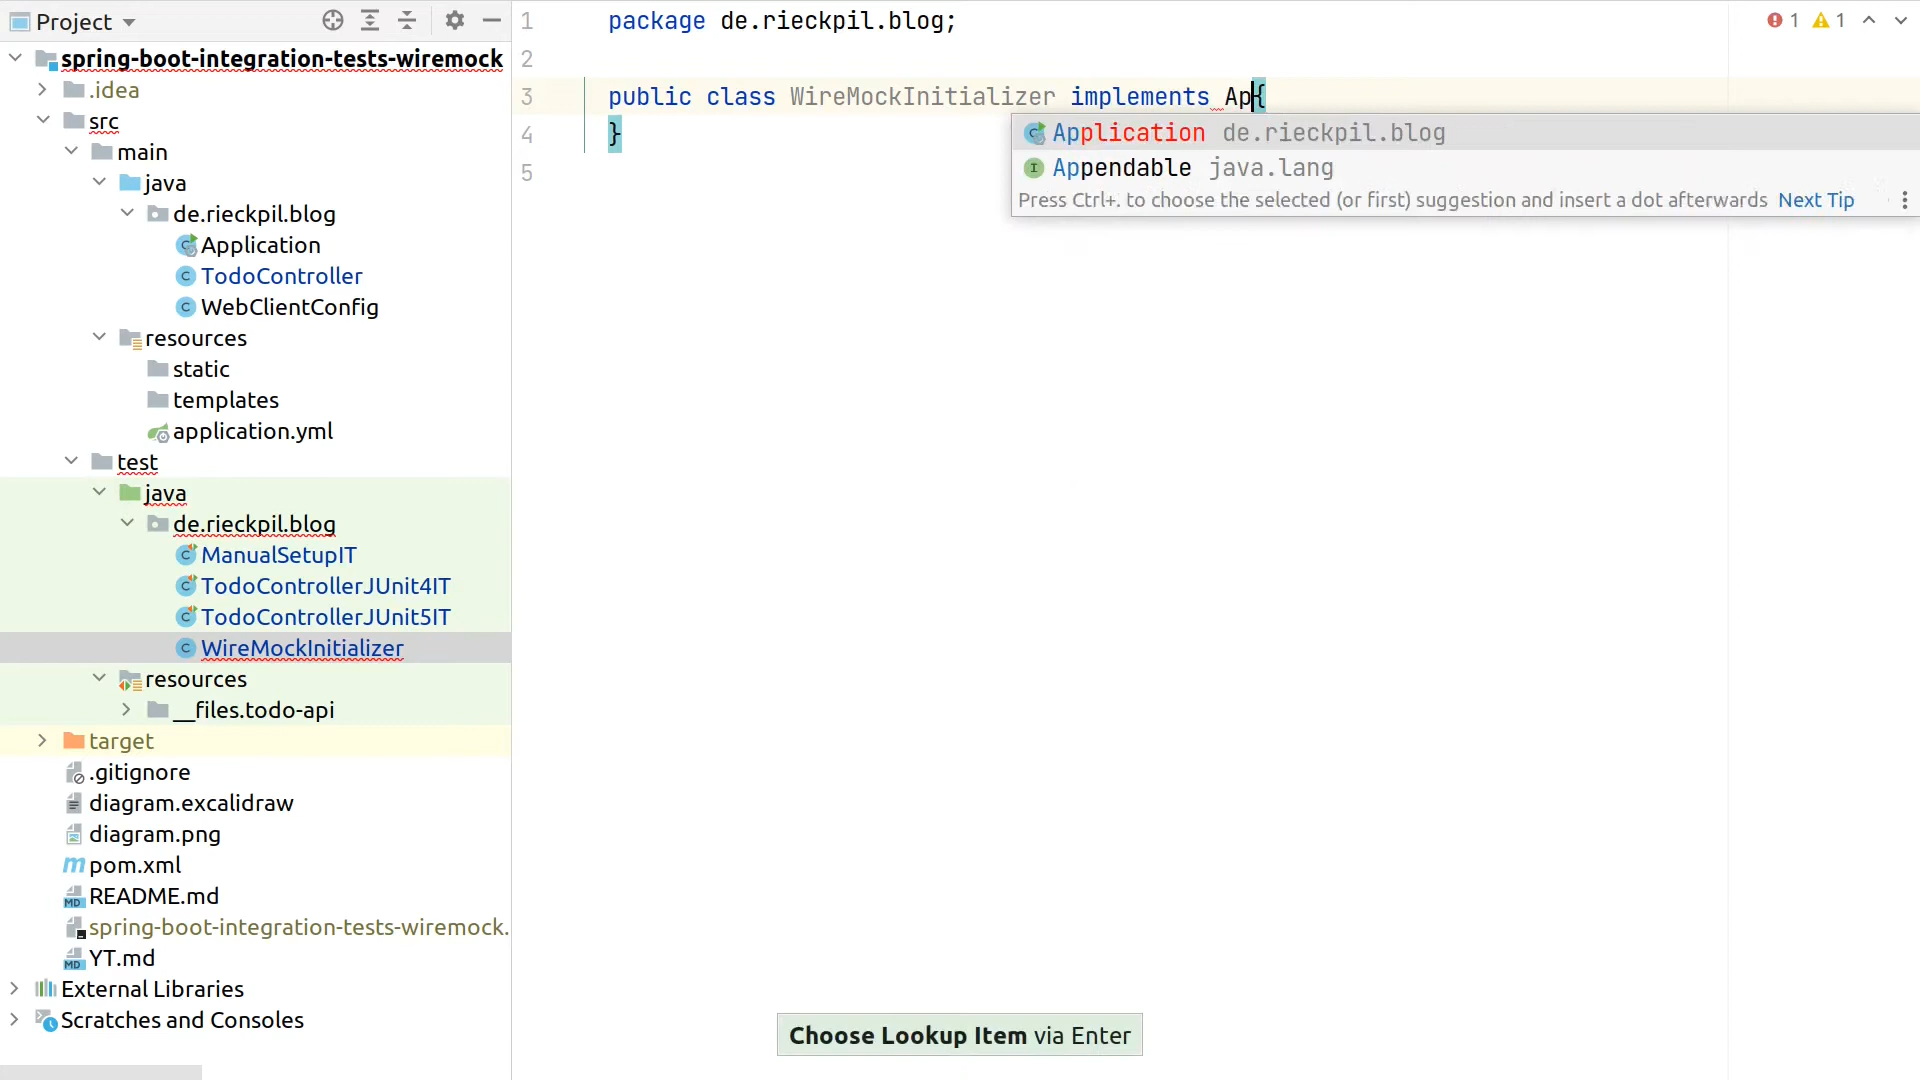 Project
spring-boot-integration-tests-wiremock
.idea
src
main
java
de.rieckpil.blog
Application
TodoController
WebClientConfig
resources
static
templates
application.yml
test
java
de.rieckpil.blog
ManualSetupIT
TodoControllerJUnit4IT
TodoControllerJUnit5IT
WireMockInitializer
resources
__files.todo-api
target
.gitignore
diagram.excalidraw
diagram.png
pom.xml
README.md
spring-boot-integration-tests-wiremock.
YT.md
External Libraries
Scratches and Consoles
1 package de.rieckpil.blog;
2
3 public class WireMockInitializer implements Ap{
4 }
5
1 1
Application de.rieckpil.blog
Appendable java.lang
Press Ctrl+. to choose the selected (or first) suggestion and insert a dot afterwards Next Tip
Choose Lookup Item via Enter